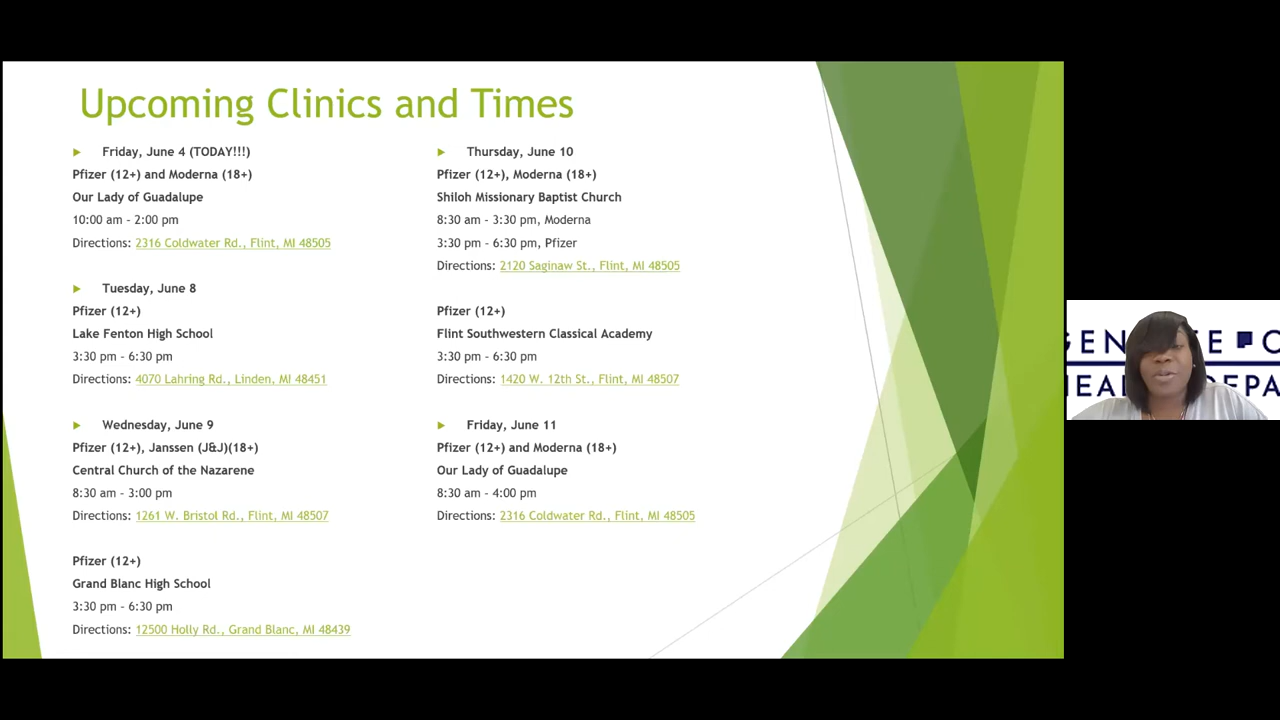 Upcoming Clinics and Times
Friday, June 4 (TODAY!!!)
Pfizer (12+) and Moderna (18+)
Our Lady of Guadalupe
10:00 am - 2:00 pm
Directions: 2316 Coldwater Rd., Flint, MI 48505
Tuesday, June 8
Pfizer (12+)
Lake Fenton High School
3:30 pm - 6:30 pm
Directions: 4070 Lahring Rd., Linden, MI 48451
Wednesday, June 9
Pfizer (12+), Janssen (J&J)(18+)
Central Church of the Nazarene
8:30 am - 3:00 pm
Directions: 1261 W. Bristol Rd., Flint, MI 48507
Pfizer (12+)
Grand Blanc High School
3:30 pm - 6:30 pm
Directions: 12500 Holly Rd., Grand Blanc, MI 48439
Thursday, June 10
Pfizer (12+), Moderna (18+)
Shiloh Missionary Baptist Church
8:30 am - 3:30 pm, Moderna
3:30 pm - 6:30 pm, Pfizer
Directions: 2120 Saginaw St., Flint, MI 48505
Pfizer (12+)
Flint Southwestern Classical Academy
3:30 pm - 6:30 pm
Directions: 1420 W. 12th St., Flint, MI 48507
Friday, June 11
Pfizer (12+) and Moderna (18+)
Our Lady of Guadalupe
8:30 am - 4:00 pm
Directions: 2316 Coldwater Rd., Flint, MI 48505